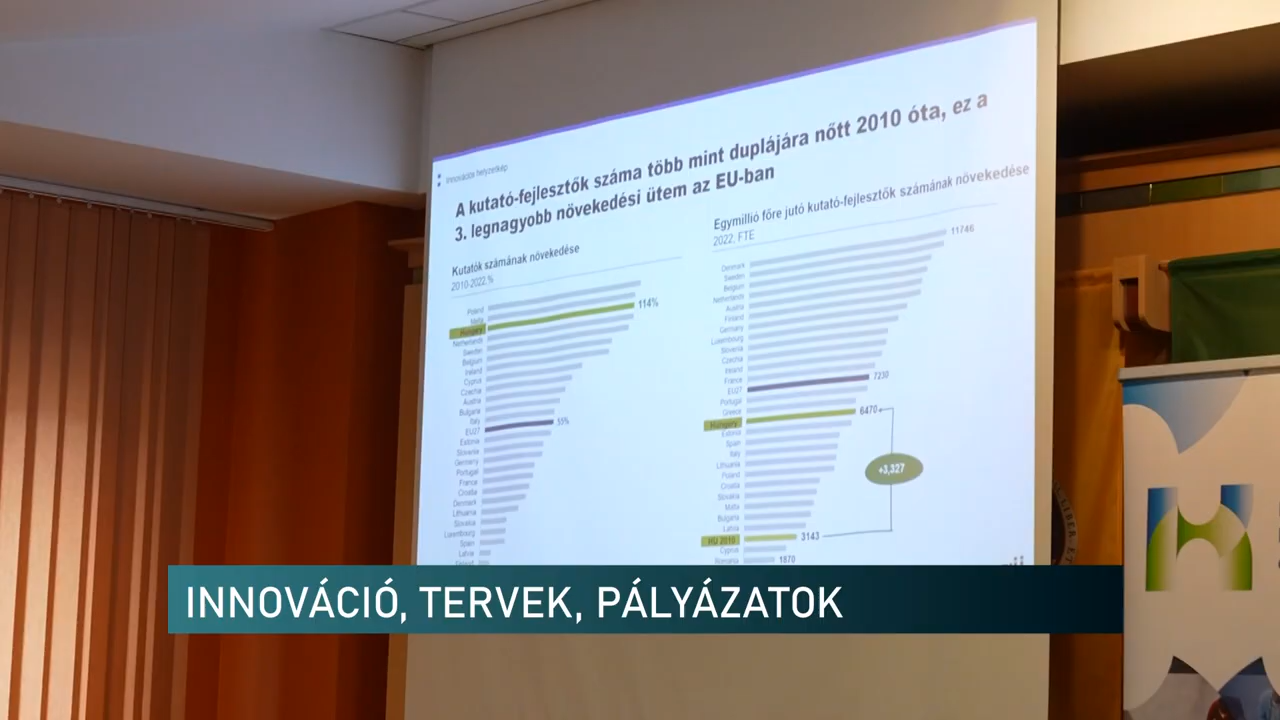 Innovációs helyzetkép
A kutató-fejlesztők száma több mint duplájára nőtt 2010 óta, ez a
3. legnagyobb növekedési ütem az EU-ban
Kutatók számának növekedése
2010-2022.%
Poland
Malta
Hungary
114%
Netherlands
Sweden
Belgium
Ireland
Cyprus
Czechia
Austria
Bulgaria
Italy
EU27
55%
Estonia
Slovenia
Germany
Portugal
France
Croatia
Denmark
Lithuania
Slovakia
Luxembourg
Spain
Latvia
Egymillió főre jutó kutató-fejlesztők számának növekedése
2022. FTE
11746
Denmark
Sweden
Belgium
Netherlands
Austria
Finland
Germany
Luxembourg
Slovenia
Czechia
Ireland
France
EU27
7230
Portugal
Greece
Hungary
6470
Estonia
Spain
Italy
Lithuania
Poland
Croatia
Slovakia
Malta
Bulgaria
Latvia
HU 2010
3143
Cyprus
Romania
1870
+3,327
INNOVÁCIÓ, TERVEK, PÁLYÁZATOK